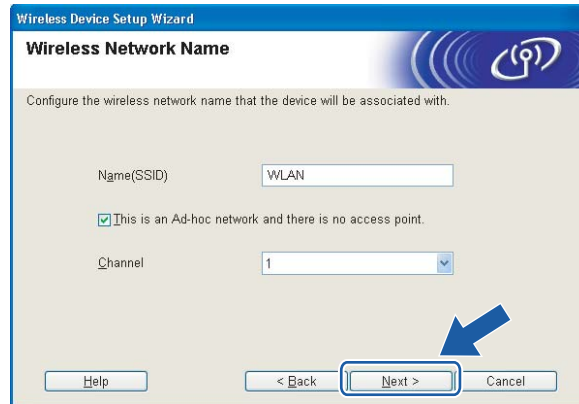 Wireless Device Setup Wizard
Wireless Network Name
Configure the wireless network name that the device will be associated with.
Name(SSID) WLAN
This is an Ad-hoc network and there is no access point.
Channel 1
Help < Back Next > Cancel